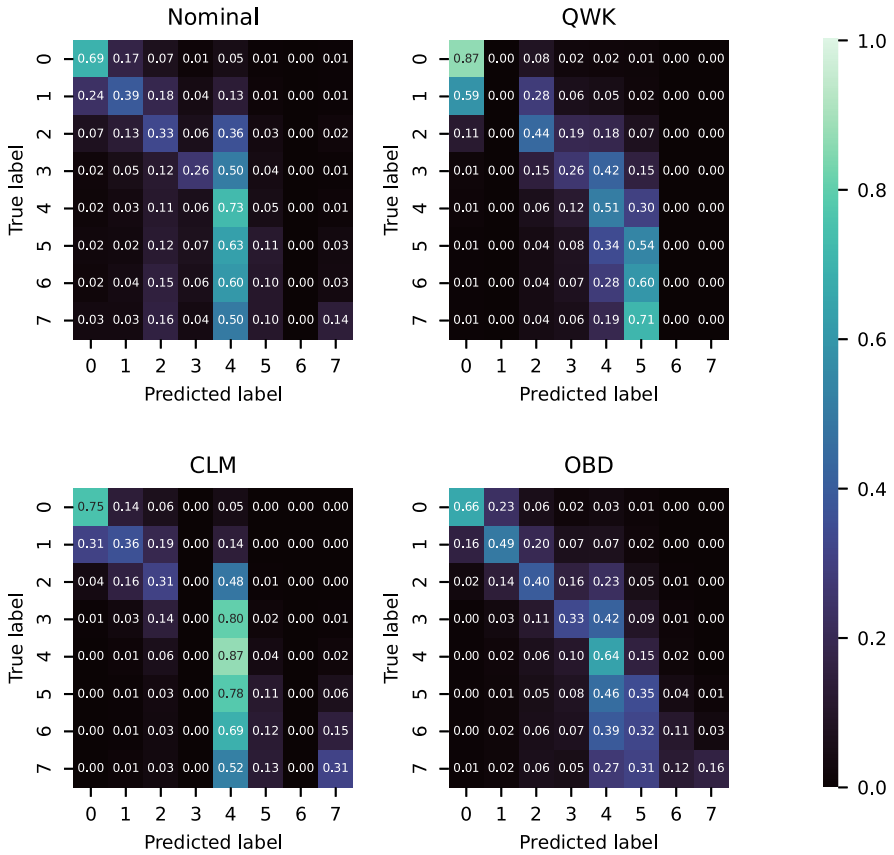 Nominal
0 0.69 0.17 0.07 0.01 0.05 0.01 0.00 0.01
1 0.24 0.39 0.18 0.04 0.13 0.01 0.00 0.01
2 0.07 0.13 0.33 0.06 0.36 0.03 0.00 0.02
3 0.02 0.05 0.12 0.26 0.50 0.04 0.00 0.01
4 0.02 0.03 0.11 0.06 0.73 0.05 0.00 0.01
5 0.02 0.02 0.12 0.07 0.63 0.11 0.00 0.03
6 0.02 0.04 0.15 0.06 0.60 0.10 0.00 0.03
7 0.03 0.03 0.16 0.04 0.50 0.10 0.00 0.14
True label
0 1 2 3 4 5 6 7
Predicted label
QWK
0 0.87 0.00 0.08 0.02 0.02 0.01 0.00 0.00
1 0.59 0.00 0.28 0.06 0.05 0.02 0.00 0.00
2 0.11 0.00 0.44 0.19 0.18 0.07 0.00 0.00
3 0.02 0.00 0.15 0.26 0.42 0.15 0.00 0.00
4 0.01 0.00 0.06 0.12 0.51 0.30 0.00 0.00
5 0.01 0.00 0.04 0.08 0.34 0.54 0.00 0.00
6 0.01 0.00 0.04 0.07 0.28 0.60 0.00 0.00
7 0.01 0.00 0.04 0.06 0.19 0.71 0.00 0.00
True label
0 1 2 3 4 5 6 7
Predicted label
CLM
0 0.75 0.14 0.06 0.00 0.05 0.00 0.00 0.00
1 0.31 0.36 0.19 0.00 0.14 0.00 0.00 0.00
2 0.04 0.16 0.31 0.00 0.48 0.01 0.00 0.00
3 0.01 0.03 0.14 0.00 0.80 0.02 0.00 0.01
4 0.00 0.01 0.06 0.00 0.87 0.04 0.00 0.02
5 0.00 0.01 0.03 0.00 0.78 0.11 0.00 0.06
6 0.00 0.01 0.03 0.00 0.69 0.12 0.00 0.15
7 0.00 0.01 0.03 0.00 0.52 0.13 0.00 0.31
True label
0 1 2 3 4 5 6 7
Predicted label
OBD
0 0.66 0.23 0.06 0.02 0.03 0.01 0.00 0.00
1 0.16 0.49 0.20 0.07 0.07 0.02 0.00 0.00
2 0.02 0.14 0.40 0.16 0.23 0.05 0.01 0.00
3 0.00 0.03 0.11 0.33 0.42 0.09 0.01 0.00
4 0.00 0.02 0.06 0.10 0.64 0.15 0.02 0.00
5 0.00 0.01 0.05 0.08 0.46 0.35 0.04 0.01
6 0.00 0.02 0.06 0.07 0.39 0.32 0.11 0.03
7 0.01 0.02 0.06 0.05 0.27 0.31 0.12 0.16
True label
0 1 2 3 4 5 6 7
Predicted label
1.0
0.8
0.6
0.4
0.2
0.0